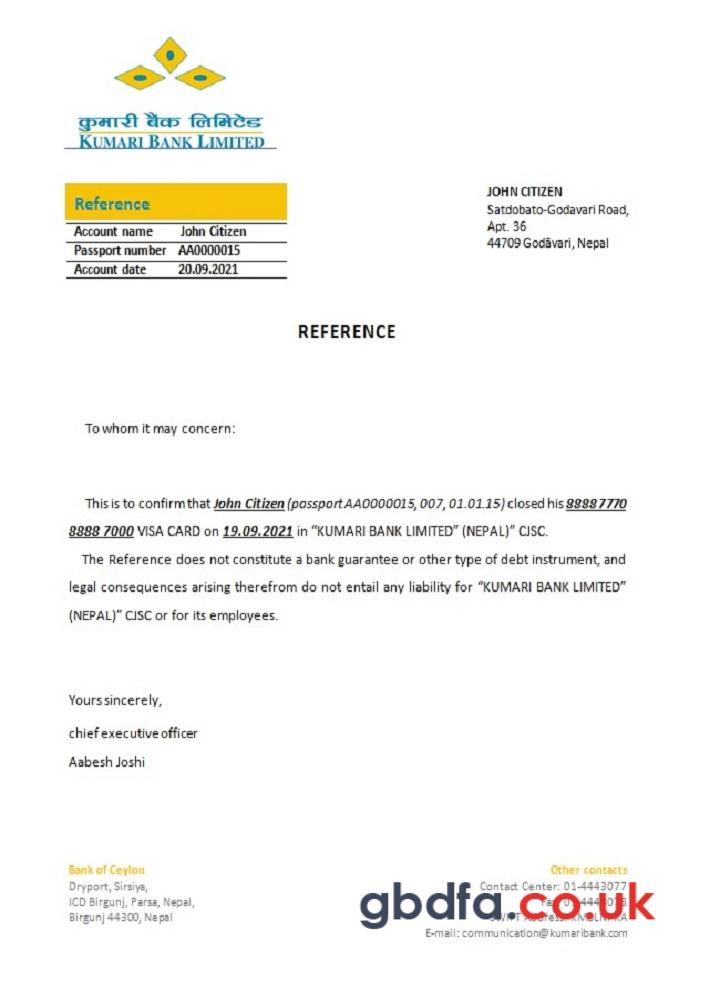 कुमारी बैंक लिमिटेड
KUMARI BANK LIMITED
Reference
Account name John Citizen
Passport number AA0000015
Account date 20.09.2021
JOHN CITIZEN
Satdobato-Godavari Road,
Apt. 36
44709 Godāvari, Nepal
REFERENCE
To whom it may concern:
This is to confirm that John Citizen (passport AA0000015, 007, 01.01.15) closed his 8888 7770
8888 7000 VISA CARD on 19.09.2021 in “KUMARI BANK LIMITED” (NEPAL)” CJSC.
The Reference does not constitute a bank guarantee or other type of debt instrument, and
legal consequences arising therefrom do not entail any liability for “KUMARI BANK LIMITED”
(NEPAL)” CJSC or for its employees.
Yours sincerely,
chief executive officer
Aabesh Joshi
Bank of Ceylon
Dryport, Sirsiya,
ICD Birgunj, Parsa, Nepal,
Birgunj 44300, Nepal
Other contacts
Contact Center: 01-4443077
Address:
E-mail: communication@kumaribank.com
gbdfa.co.uk